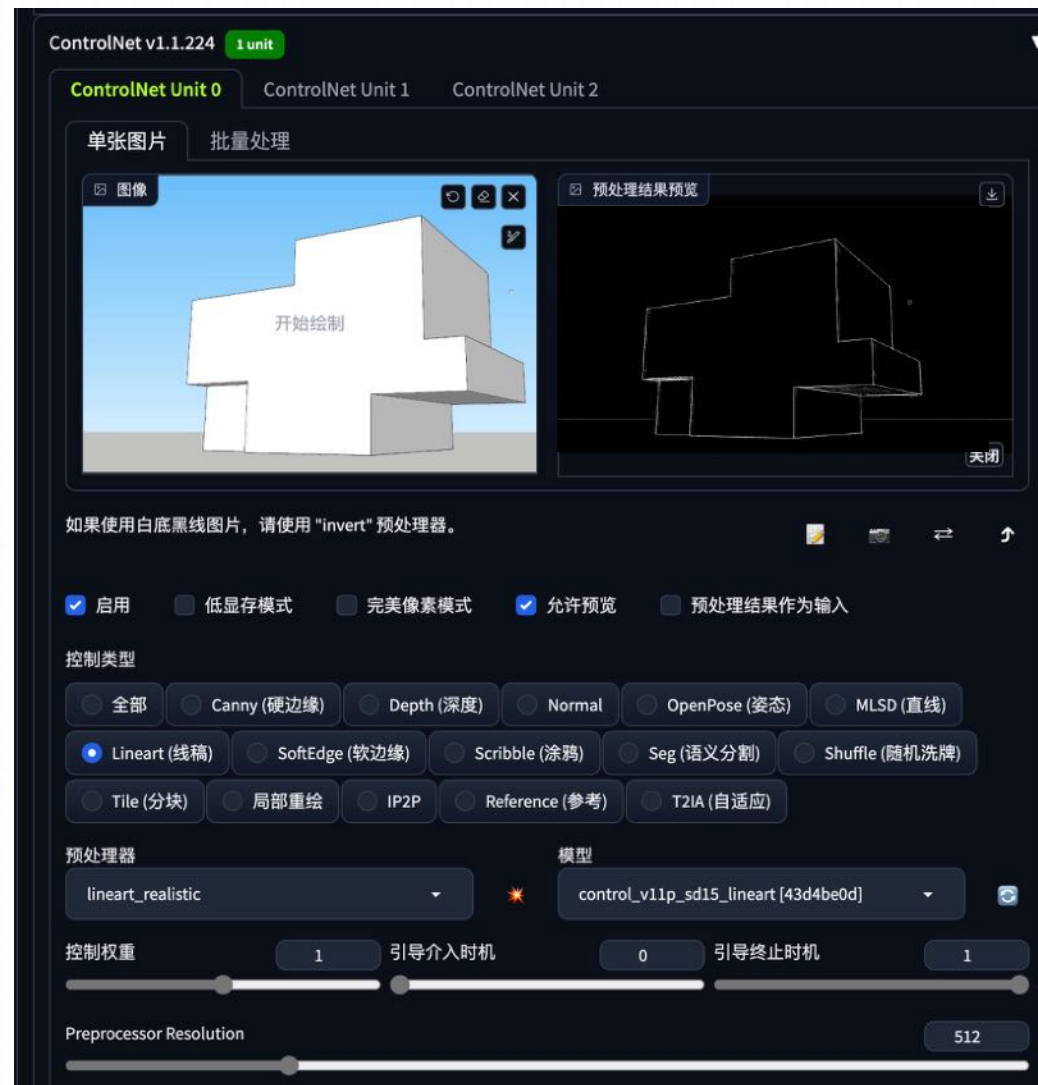 ControlNet v1.1.224 1 unit
ControlNet Unit 0 ControlNet Unit 1 ControlNet Unit 2
单张图片 批量处理
图像 预处理结果预览
开始绘制
关闭
如果使用白底黑线图片，请使用 "invert" 预处理器。
启用 低显存模式 完美像素模式 允许预览 预处理结果作为输入
控制类型
全部 Canny (硬边缘) Depth (深度) Normal OpenPose (姿态) MLSD (直线)
Lineart (线稿) SoftEdge (软边缘) Scribble (涂鸦) Seg (语义分割) Shuffle (随机洗牌)
Tile (分块) 局部重绘 IP2P Reference (参考) T2IA (自适应)
预处理器 模型
lineart_realistic control_v11p_sd15_lineart [43d4be0d]
控制权重 1 引导介入时机 0 引导终止时机 1
Preprocessor Resolution 512